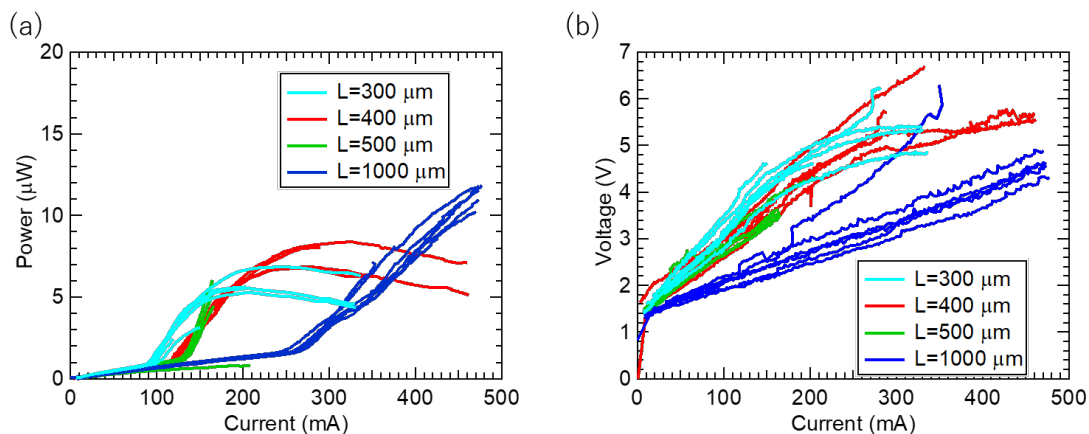 (a)
20
15
10
5
0
Power (μW)
L=300 μm
L=400 μm
L=500 μm
L=1000 μm
0 100 200 300 400 500
Current (mA)
(b)
7
6
5
4
3
2
1
0
Voltage (V)
L=300 μm
L=400 μm
L=500 μm
L=1000 μm
0 100 200 300 400 500
Current (mA)